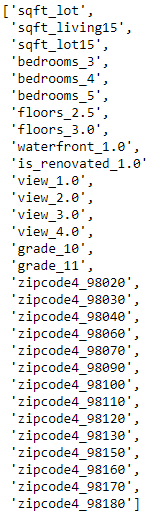 ['sqft_lot',
'sqft_living15',
'sqft_lot15',
'bedrooms_3',
'bedrooms_4',
'bedrooms_5',
'floors_2.5',
'floors_3.0',
'waterfront_1.0',
'is_renovated_1.0'
'view_1.0',
'view_2.0',
'view_3.0',
'view_4.0',
'grade_10',
'grade_11',
'zipcode4_98020',
'zipcode4_98030',
'zipcode4_98040',
'zipcode4_98060',
'zipcode4_98070',
'zipcode4_98090',
'zipcode4_98100',
'zipcode4_98110',
'zipcode4_98120',
'zipcode4_98130',
'zipcode4_98150',
'zipcode4_98160',
'zipcode4_98170',
'zipcode4_98180']